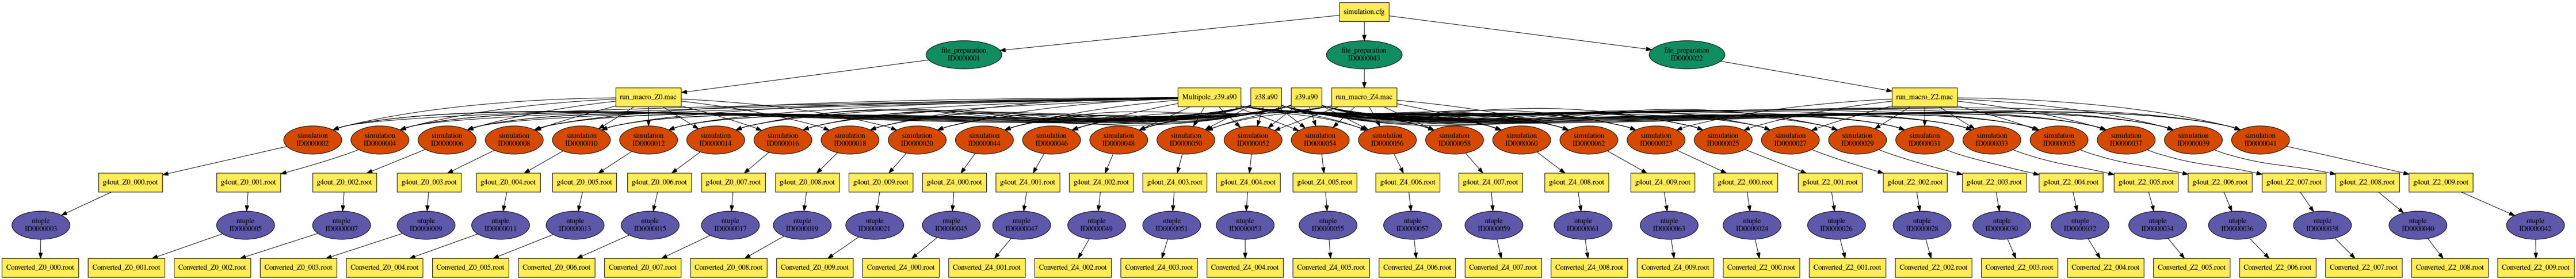 simulation.cfg
file_preparation
ID0000001
file_preparation
ID0000043
file_preparation
ID0000022
run_macro_Z0.mac
Multipole_z39.a90
z38.a90
z39.a90
run_macro_Z4.mac
run_macro_Z2.mac
simulation
ID0000002
simulation
ID0000004
simulation
ID0000006
simulation
ID0000008
simulation
ID0000010
simulation
ID0000012
simulation
ID0000014
simulation
ID0000016
simulation
ID0000018
simulation
ID0000020
simulation
ID0000044
simulation
ID0000046
simulation
ID0000048
simulation
ID0000050
simulation
ID0000052
simulation
ID0000054
simulation
ID0000056
simulation
ID0000058
simulation
ID0000060
simulation
ID0000062
simulation
ID0000023
simulation
ID0000025
simulation
ID0000027
simulation
ID0000029
simulation
ID0000031
simulation
ID0000033
simulation
ID0000035
simulation
ID0000037
simulation
ID0000039
simulation
ID0000041
g4out_Z0_000.root
g4out_Z0_001.root
g4out_Z0_002.root
g4out_Z0_003.root
g4out_Z0_004.root
g4out_Z0_005.root
g4out_Z0_006.root
g4out_Z0_007.root
g4out_Z0_008.root
g4out_Z0_009.root
g4out_Z4_000.root
g4out_Z4_001.root
g4out_Z4_002.root
g4out_Z4_003.root
g4out_Z4_004.root
g4out_Z4_005.root
g4out_Z4_006.root
g4out_Z4_007.root
g4out_Z4_008.root
g4out_Z4_009.root
g4out_Z2_000.root
g4out_Z2_001.root
g4out_Z2_002.root
g4out_Z2_003.root
g4out_Z2_004.root
g4out_Z2_005.root
g4out_Z2_006.root
g4out_Z2_007.root
g4out_Z2_008.root
g4out_Z2_009.root
ntuple
ID0000003
ntuple
ID0000005
ntuple
ID0000007
ntuple
ID0000009
ntuple
ID0000011
ntuple
ID0000013
ntuple
ID0000015
ntuple
ID0000017
ntuple
ID0000019
ntuple
ID0000021
ntuple
ID0000045
ntuple
ID0000047
ntuple
ID0000049
ntuple
ID0000051
ntuple
ID0000053
ntuple
ID0000055
ntuple
ID0000057
ntuple
ID0000059
ntuple
ID0000061
ntuple
ID0000063
ntuple
ID0000024
ntuple
ID0000026
ntuple
ID0000028
ntuple
ID0000030
ntuple
ID0000032
ntuple
ID0000034
ntuple
ID0000036
ntuple
ID0000038
ntuple
ID0000040
ntuple
ID0000042
Converted_Z0_000.root
Converted_Z0_001.root
Converted_Z0_002.root
Converted_Z0_003.root
Converted_Z0_004.root
Converted_Z0_005.root
Converted_Z0_006.root
Converted_Z0_007.root
Converted_Z0_008.root
Converted_Z0_009.root
Converted_Z4_000.root
Converted_Z4_001.root
Converted_Z4_002.root
Converted_Z4_003.root
Converted_Z4_004.root
Converted_Z4_005.root
Converted_Z4_006.root
Converted_Z4_007.root
Converted_Z4_008.root
Converted_Z4_009.root
Converted_Z2_000.root
Converted_Z2_001.root
Converted_Z2_002.root
Converted_Z2_003.root
Converted_Z2_004.root
Converted_Z2_005.root
Converted_Z2_006.root
Converted_Z2_007.root
Converted_Z2_008.root
Converted_Z2_009.root